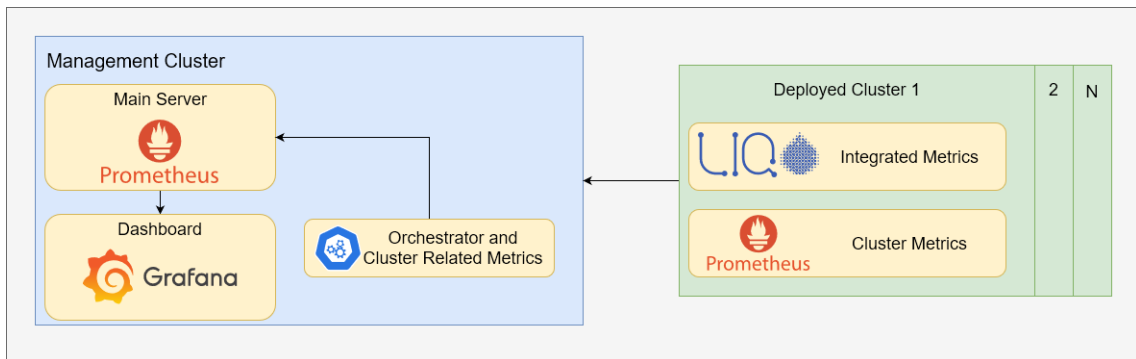 Management Cluster
Main Server
Prometheus
Dashboard
Grafana
Orchestrator and
Cluster Related Metrics
Deployed Cluster 1
2
N
LIQO
Integrated Metrics
Prometheus
Cluster Metrics